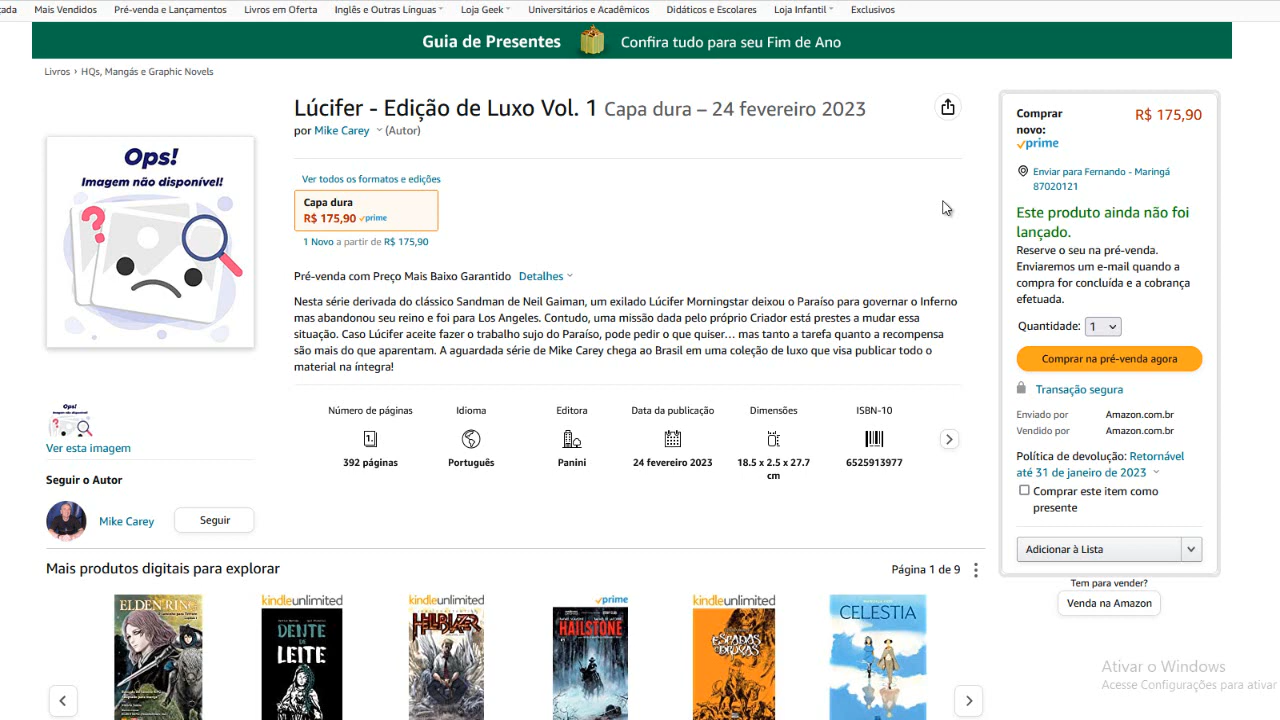 ada Mais Vendidos Pré-venda e Lançamentos Livros em Oferta Inglês e Outras Línguas Loja Geek Universitários e Acadêmicos Didáticos e Escolares Loja Infantil Exclusivos
Guia de Presentes Confira tudo para seu Fim de Ano
Livros › HQs, Mangás e Graphic Novels
Ops!
Imagem não disponível!
Ops!
Imagem não disponível!
Ver esta imagem
Seguir o Autor
Mike Carey Seguir
Lúcifer - Edição de Luxo Vol. 1 Capa dura – 24 fevereiro 2023
por Mike Carey (Autor)
Ver todos os formatos e edições
Capa dura
R$ 175,90 prime
1 Novo a partir de R$ 175,90
Pré-venda com Preço Mais Baixo Garantido Detalhes
Nesta série derivada do clássico Sandman de Neil Gaiman, um exilado Lúcifer Morningstar deixou o Paraíso para governar o Inferno
mas abandonou seu reino e foi para Los Angeles. Contudo, uma missão dada pelo próprio Criador está prestes a mudar essa
situação. Caso Lúcifer aceite fazer o trabalho sujo do Paraíso, pode pedir o que quiser… mas tanto a tarefa quanto a recompensa
são mais do que aparentam. A aguardada série de Mike Carey chega ao Brasil em uma coleção de luxo que visa publicar todo o
material na íntegra!
Número de páginas Idioma Editora Data da publicação Dimensões ISBN-10
1.
392 páginas Português Panini 24 fevereiro 2023 18.5 x 2.5 x 27.7 6525913977
cm
Comprar R$ 175,90
novo:
prime
Enviar para Fernando - Maringá
87020121
Este produto ainda não foi
lançado.
Reserve o seu na pré-venda.
Enviaremos um e-mail quando a
compra for concluída e a cobrança
efetuada.
Quantidade: 1
Comprar na pré-venda agora
Transação segura
Enviado por Amazon.com.br
Vendido por Amazon.com.br
Política de devolução: Retornável
até 31 de janeiro de 2023
Comprar este item como
presente
Adicionar à Lista
Tem para vender?
Venda na Amazon
Mais produtos digitais para explorar Página 1 de 9
ELDEN RING
kindleunlimited
DENTE
DE
LEITE
kindleunlimited
HELLBLAZER
prime
HAILSTONE
kindleunlimited
ESPADAS
E
BRUXAS
CELESTIA
Ativar o Windows
Acesse Configurações para ativar